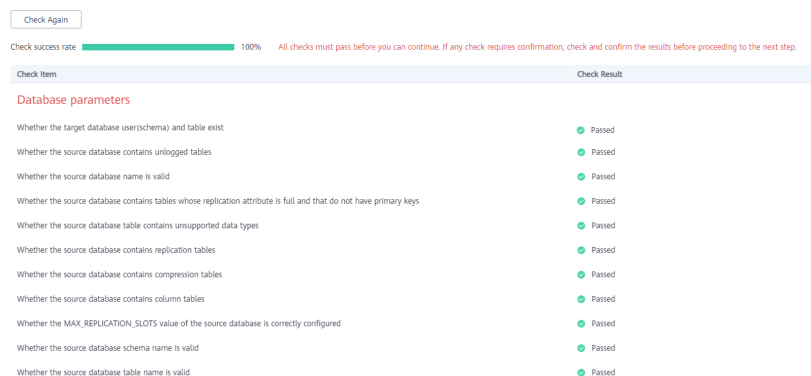 Check Again
Check success rate 100% All checks must pass before you can continue. If any check requires confirmation, check and confirm the results before proceeding to the next step.
Check Item Check Result
Database parameters
Whether the target database user(schema) and table exist Passed
Whether the source database contains unlogged tables Passed
Whether the source database name is valid Passed
Whether the source database contains tables whose replication attribute is full and that do not have primary keys Passed
Whether the source database table contains unsupported data types Passed
Whether the source database contains replication tables Passed
Whether the source database contains compression tables Passed
Whether the source database contains column tables Passed
Whether the MAX_REPLICATION_SLOTS value of the source database is correctly configured Passed
Whether the source database schema name is valid Passed
Whether the source database table name is valid Passed